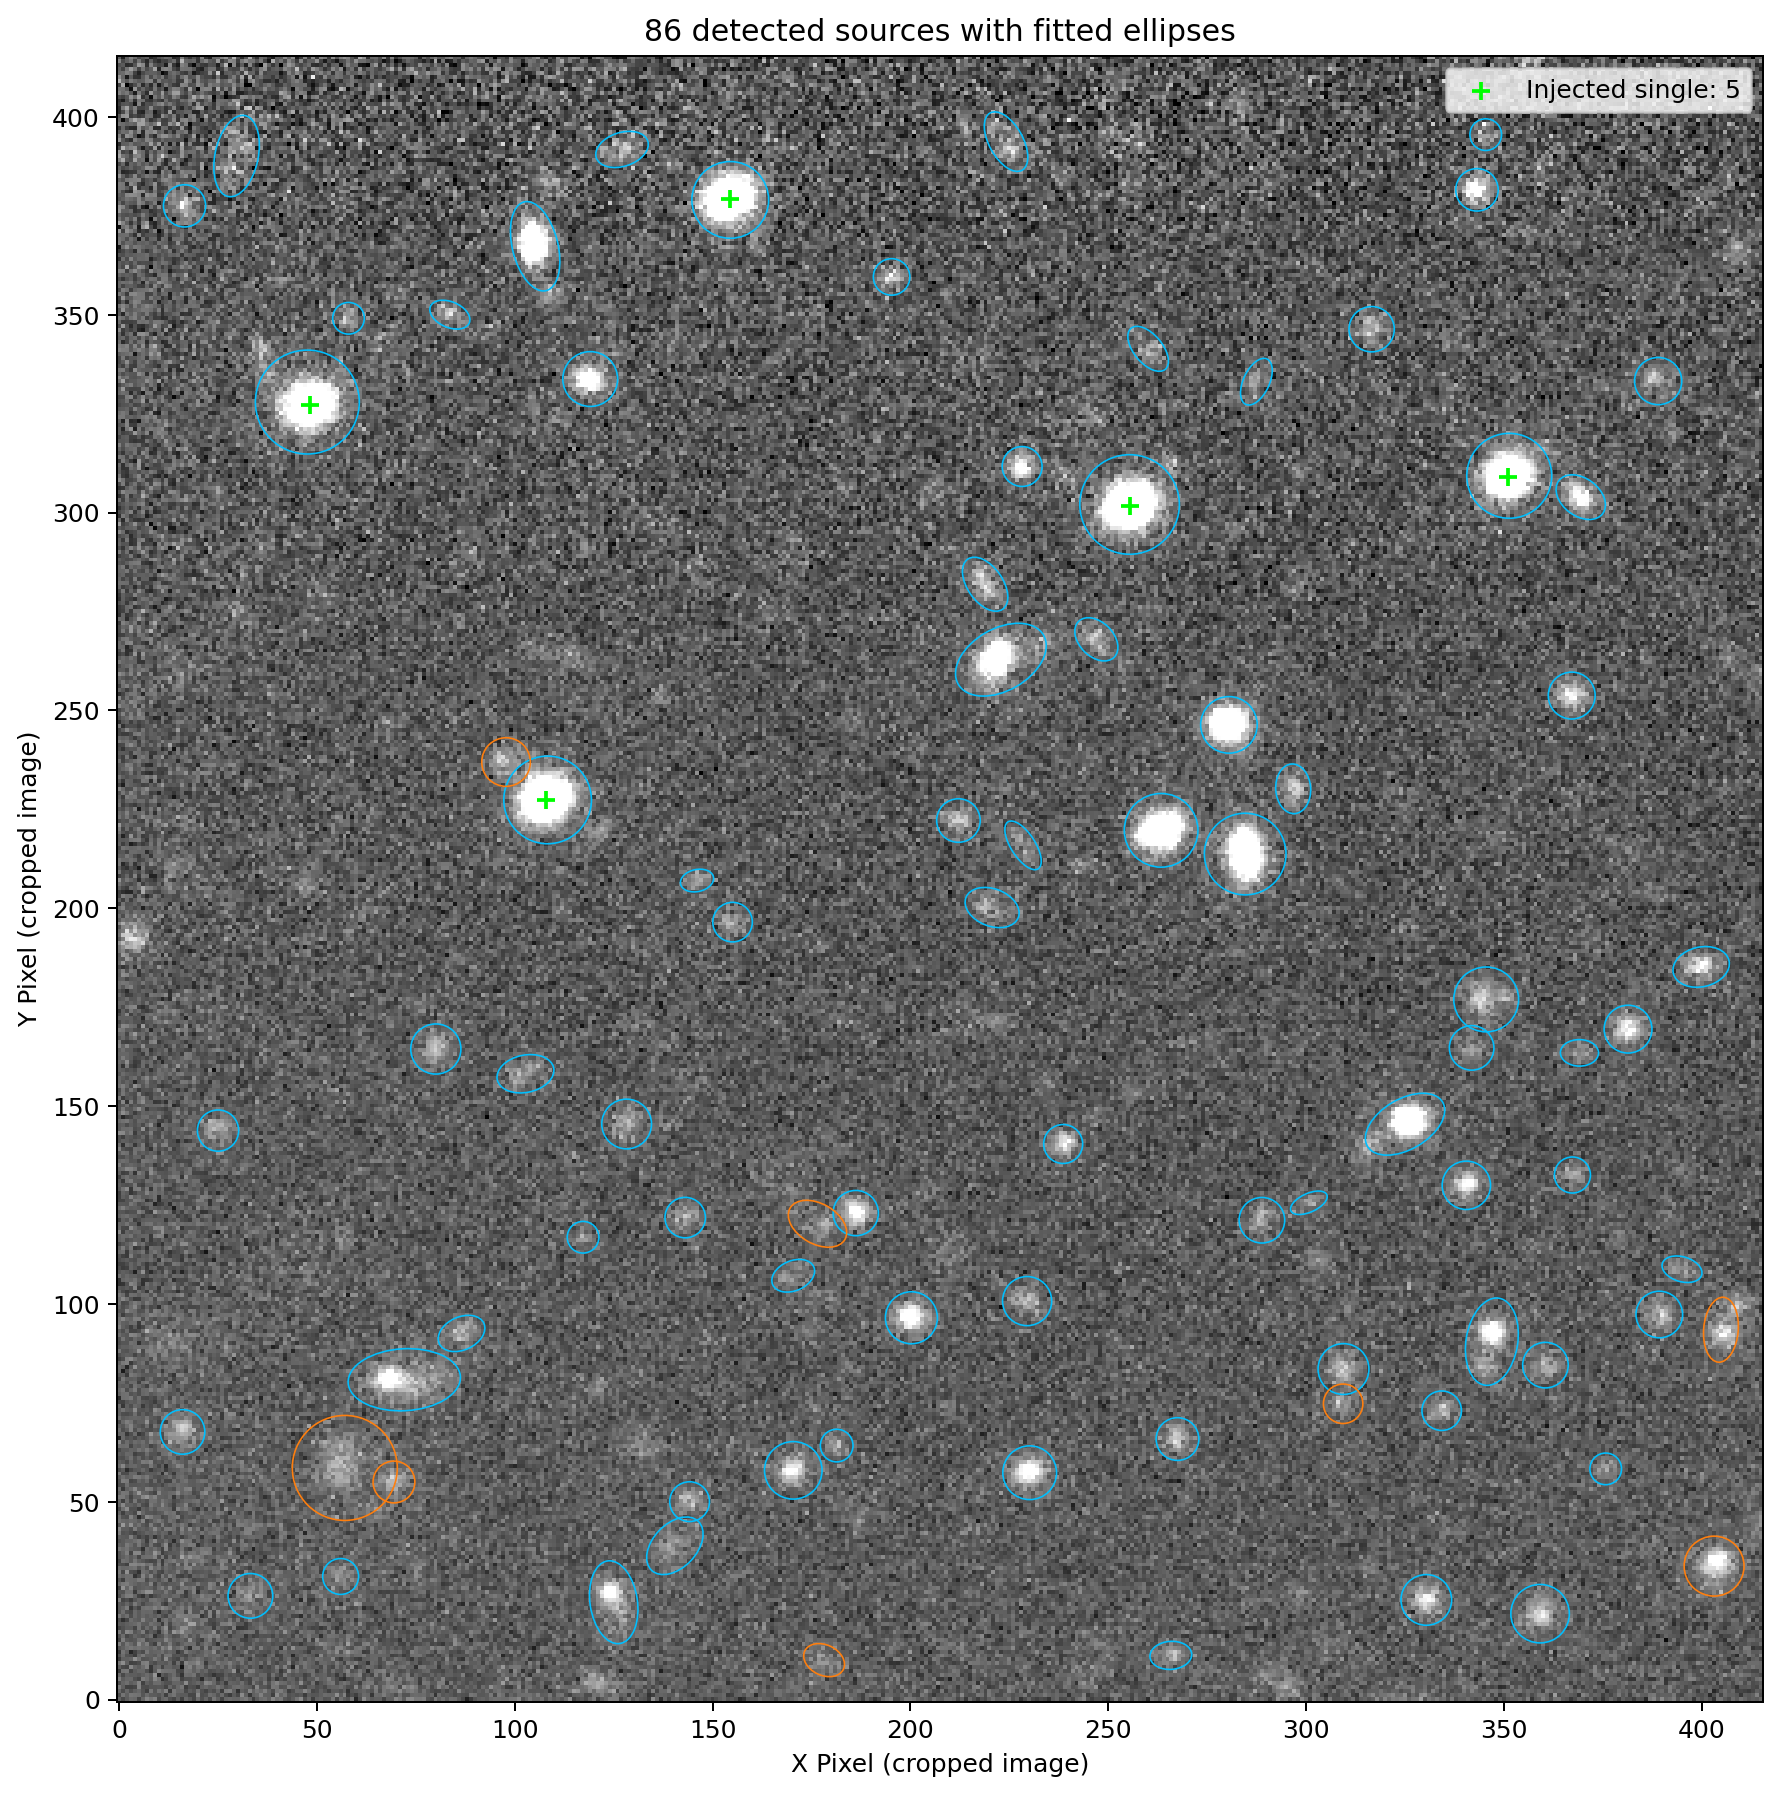 86 detected sources with fitted ellipses
Injected single: 5
400
350
300
250
200
150
100
50
0
Y Pixel (cropped image)
0 50 100 150 200 250 300 350 400
X Pixel (cropped image)